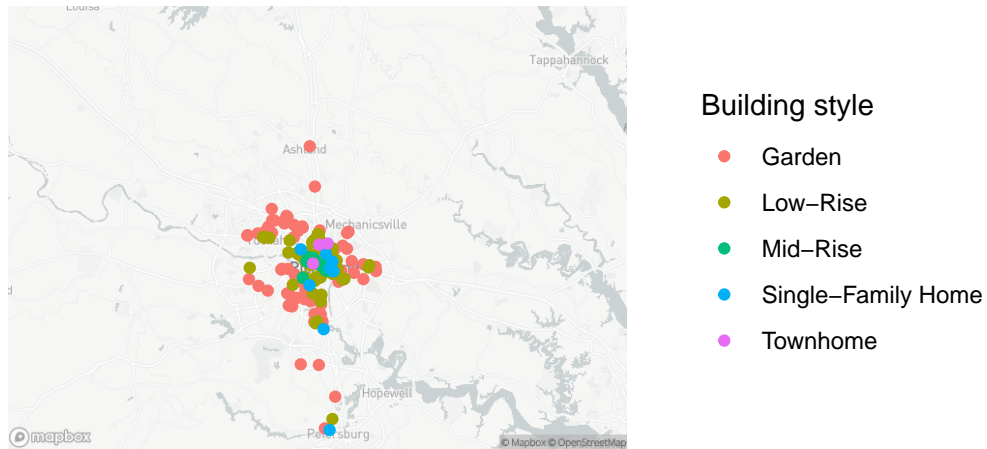 Louisa
Tappahannock
Ashland
Mechanicsville
Hopewell
Petersburg
mapbox
© Mapbox © OpenStreetMap
Building style
Garden
Low−Rise
Mid−Rise
Single−Family Home
Townhome